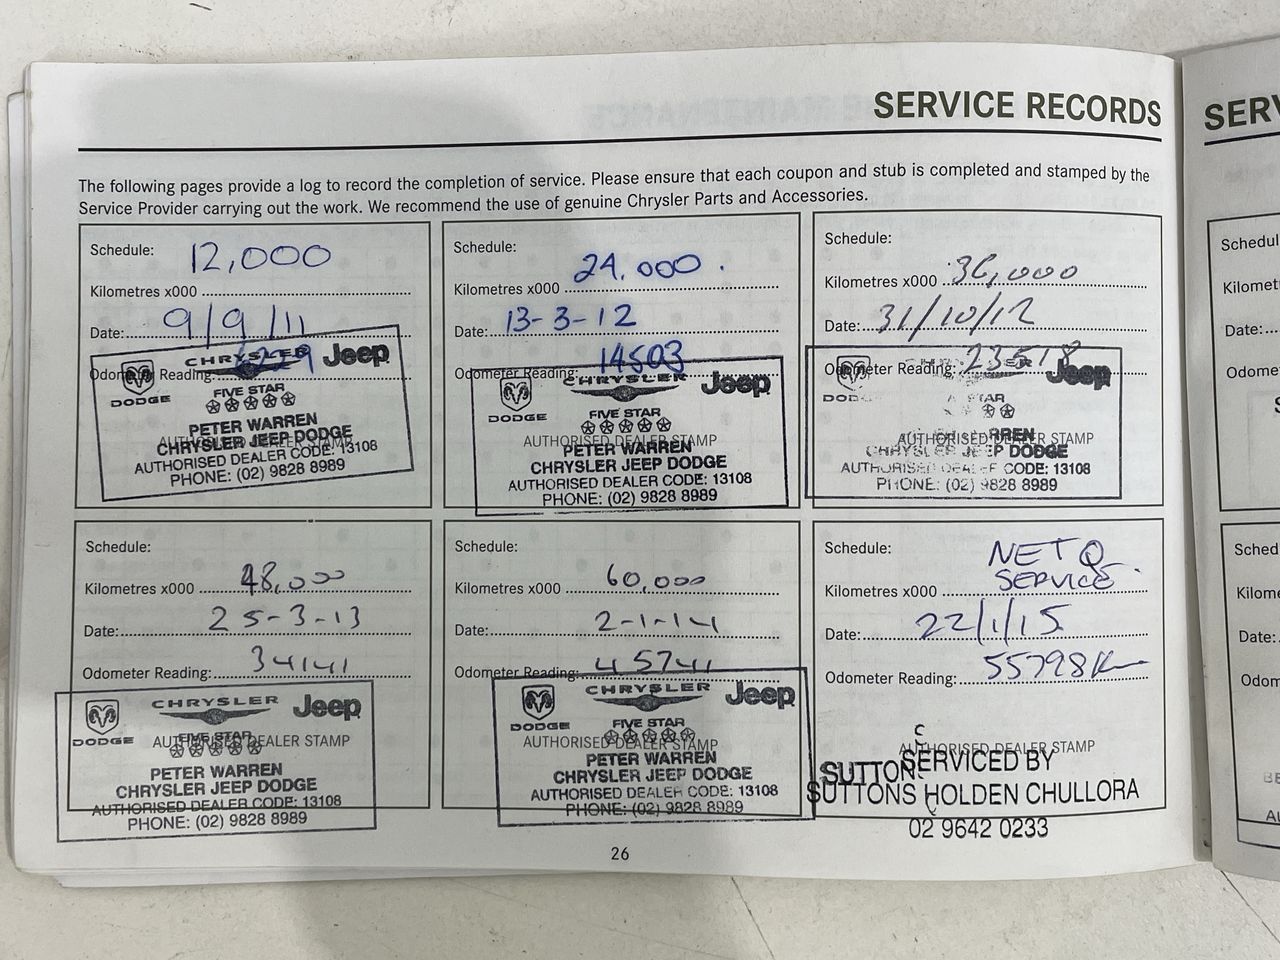 SERVICE RECORDS
The following pages provide a log to record the completion of service. Please ensure that each coupon and stub is completed and stamped by the
Service Provider carrying out the work. We recommend the use of genuine Chrysler Parts and Accessories.
Schedule: 12,000
Kilometres x000
Date: 9/9/11
Odometer Reading:
CHRYSLER Jeep
DODGE FIVE STAR
PETER WARREN
AUTHORISED DEALER STAMP
CHRYSLER JEEP DODGE
AUTHORISED DEALER CODE: 13108
PHONE: (02) 9828 8989
Schedule:
24.000.
Kilometres x000
Date: 13-3-12
14503
Odometer Reading:
CHRYSLER Jeep
DODGE FIVE STAR
AUTHORISED DEALER STAMP
PETER WARREN
CHRYSLER JEEP DODGE
AUTHORISED DEALER CODE: 13108
PHONE: (02) 9828 8989
Schedule:
Kilometres x000 36,000
Date: 31/10/12
Odometer Reading: 23518
Jeep
AUTHORISED DEALER STAMP
CHRYSLER JEEP DODGE
AUTHORISED DEALER CODE: 13108
PHONE: (02) 9828 8989
Schedule:
Kilometres x000 48,000
Date: 25-3-13
Odometer Reading: 34141
CHRYSLER Jeep
DODGE FIVE STAR
AUTHORISED DEALER STAMP
PETER WARREN
CHRYSLER JEEP DODGE
AUTHORISED DEALER CODE: 13108
PHONE: (02) 9828 8989
Schedule:
Kilometres x000 60,000
Date: 2-1-14
Odometer Reading: 45741
CHRYSLER Jeep
DODGE FIVE STAR
AUTHORISED DEALER STAMP
PETER WARREN
CHRYSLER JEEP DODGE
AUTHORISED DEALER CODE: 13108
PHONE: (02) 9828 8989
Schedule:
SERVICE
Kilometres x000
Date: 22/1/15
Odometer Reading: 55798K
AUTHORISED DEALER STAMP
SERVICED BY
SUTTONS HOLDEN CHULLORA
02 9642 0233
26
SERV
Schedul
Kilomet
Date:
Odome
Sched
Kilome
Date:
Odom